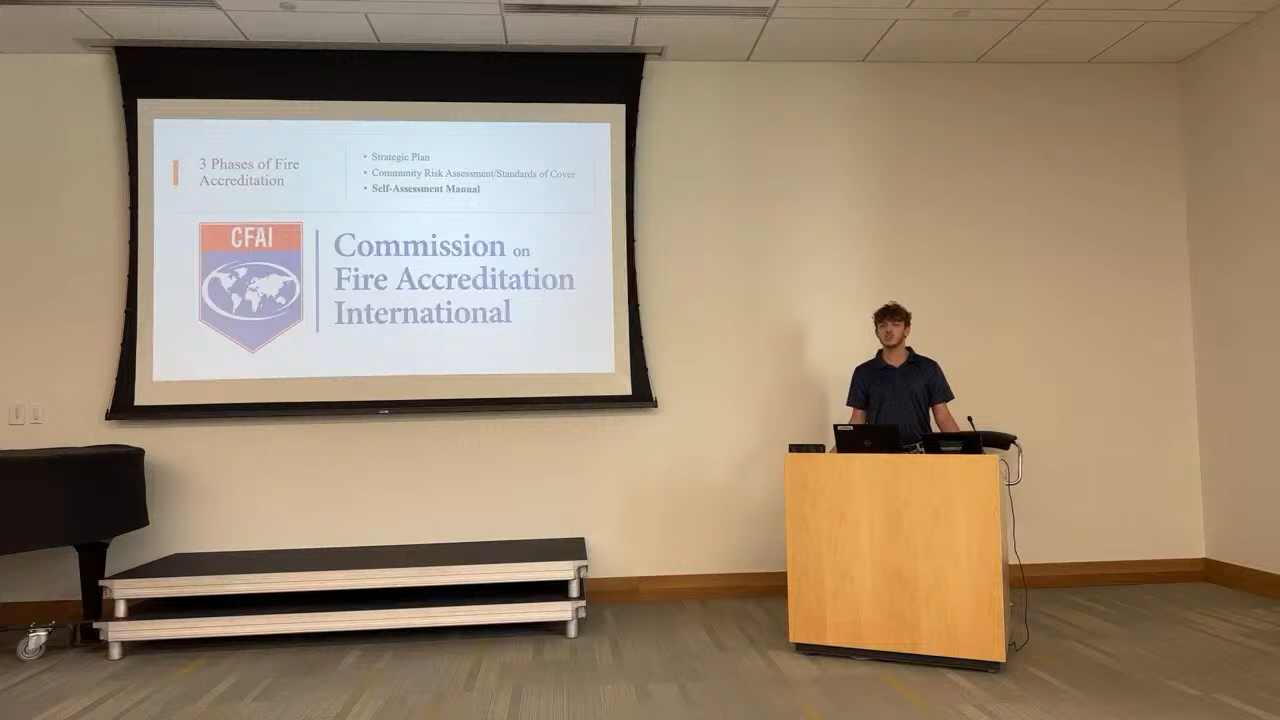 3 Phases of Fire
Accreditation
• Strategic Plan
• Community Risk Assessment/Standards of Cover
• Self-Assessment Manual
CFAI
Commission on
Fire Accreditation
International